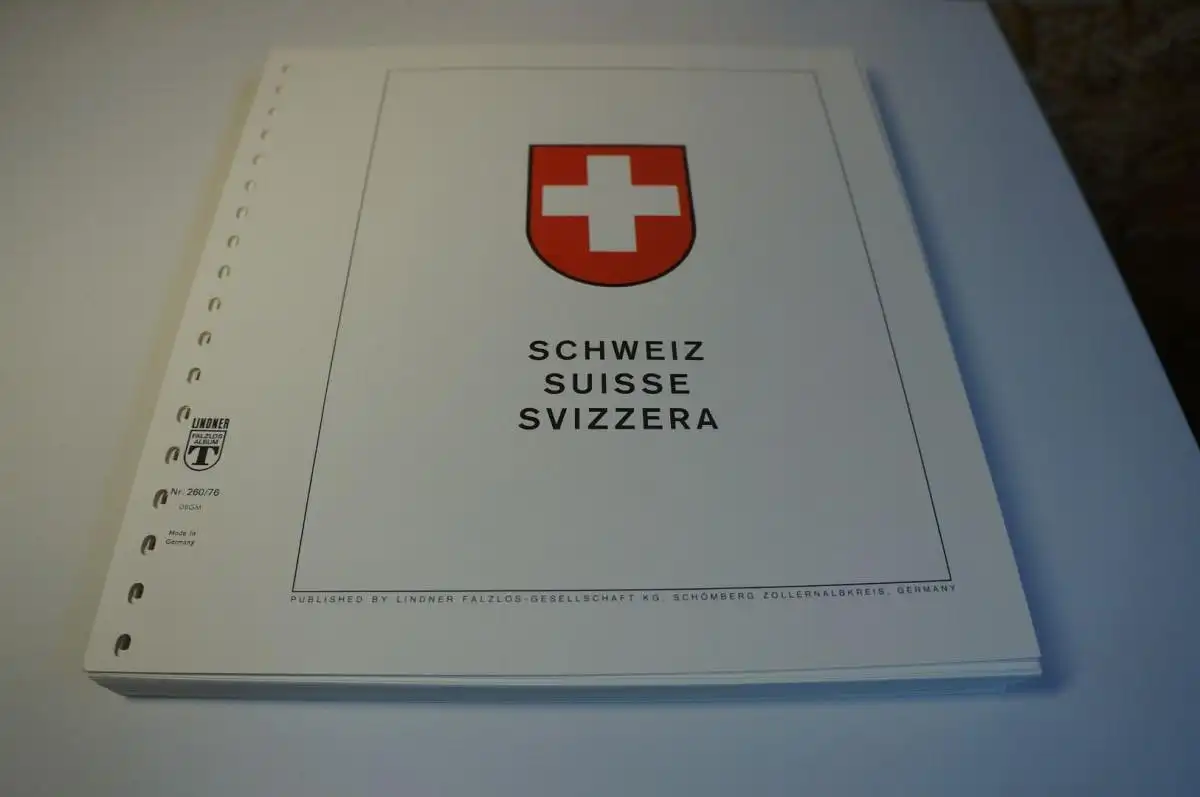 SCHWEIZ
SUISSE
SVIZZERA
LINDNER
FALZLOS
ALBUM
T
Nr. 260/76
DBGM
Made in
Germany
PUBLISHED BY LINDNER FALZLOS-GESELLSCHAFT KG, SCHÖMBERG ZOLLERNALBKREIS, GERMANY